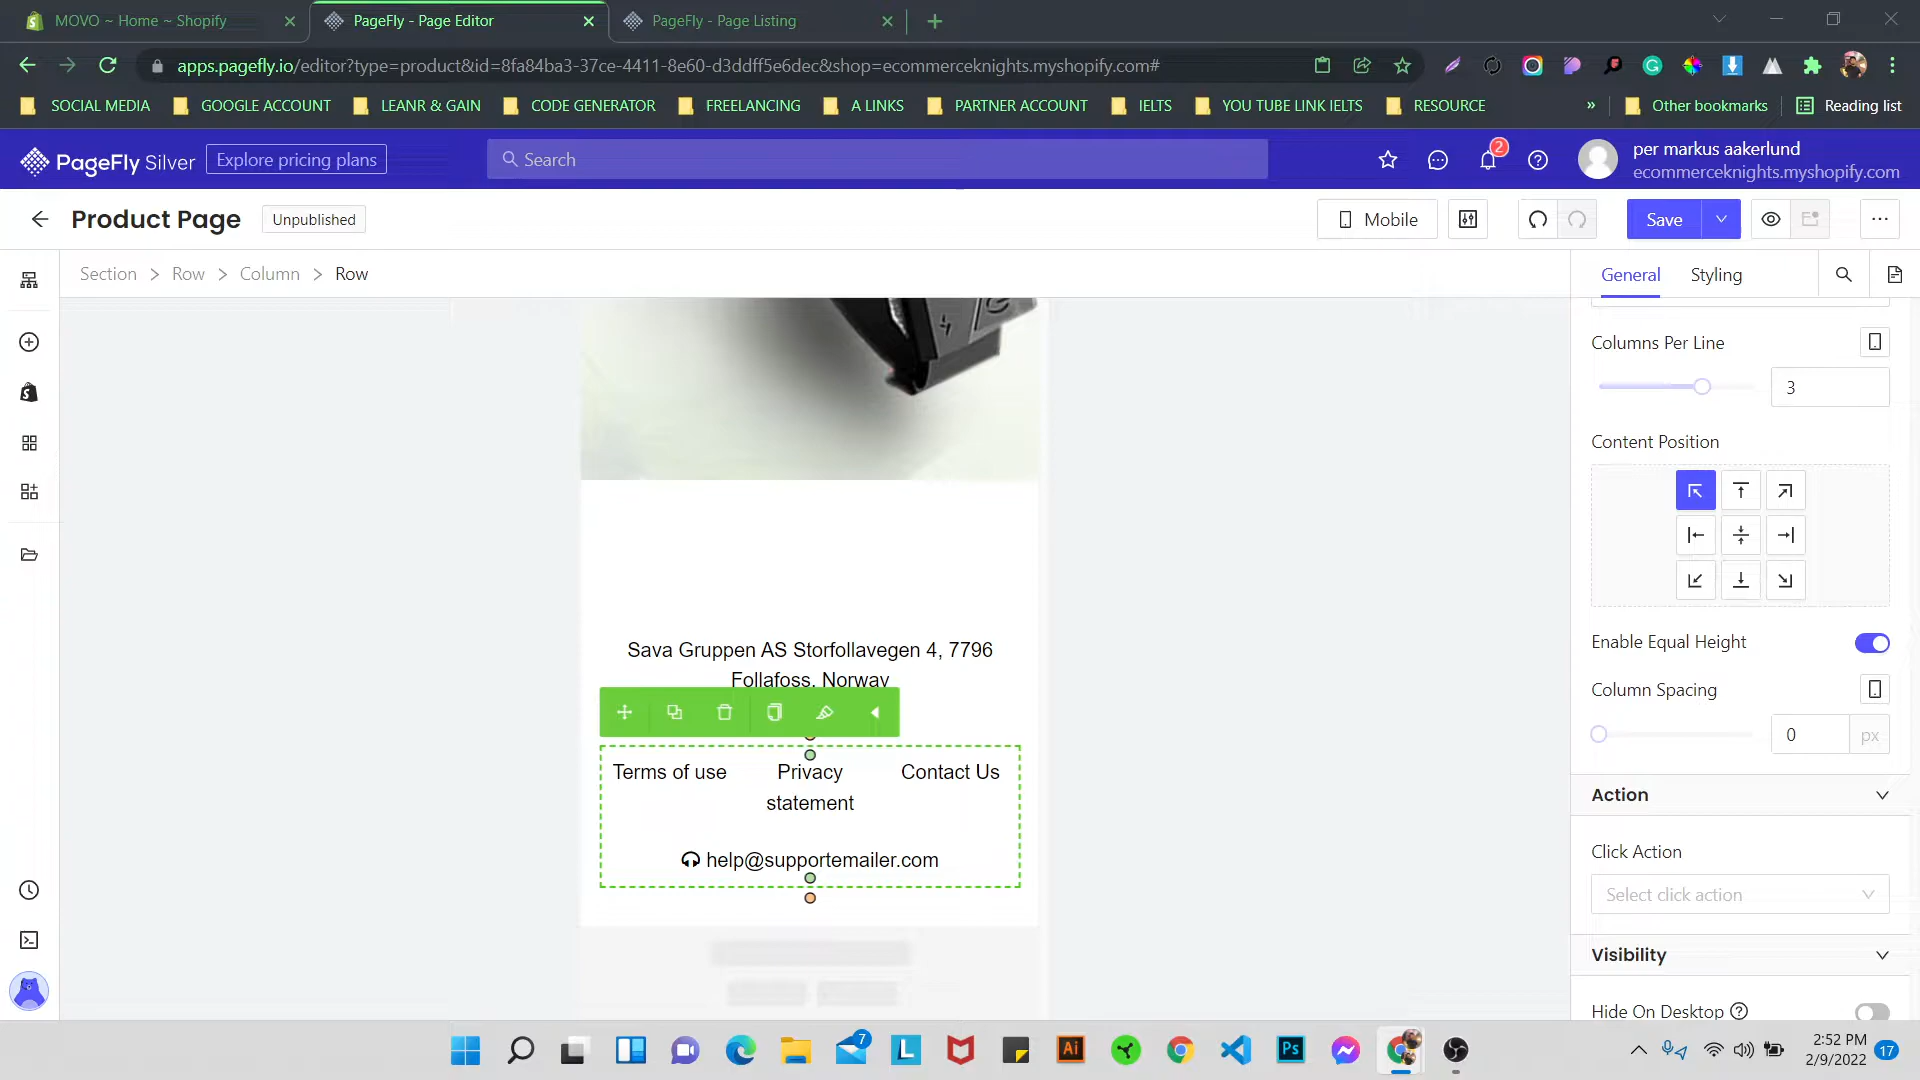 MOVO ~ Home ~ Shopify
PageFly - Page Editor
PageFly - Page Listing
apps.pagefly.io/editor?type=product&id=8fa84ba3-37ce-4411-8e60-d3ddff5e6dec&shop=ecommerceknights.myshopify.com#
SOCIAL MEDIA
GOOGLE ACCOUNT
LEANR & GAIN
CODE GENERATOR
FREELANCING
A LINKS
PARTNER ACCOUNT
IELTS
YOU TUBE LINK IELTS
RESOURCE
»
Other bookmarks
Reading list
PageFly Silver
Explore pricing plans
Search
2
per markus aakerlund
ecommerceknights.myshopify.com
Product Page
Unpublished
Mobile
Save
Section > Row > Column > Row
General
Styling
Columns Per Line
3
Content Position
Enable Equal Height
Column Spacing
0
px
Action
Click Action
Select click action
Visibility
Hide On Desktop
Sava Gruppen AS Storfollavegen 4, 7796
Follafoss, Norway
Terms of use
Privacy
statement
Contact Us
help@supportemailer.com
7
L
Ai
Ps
2:52 PM
2/9/2022
17